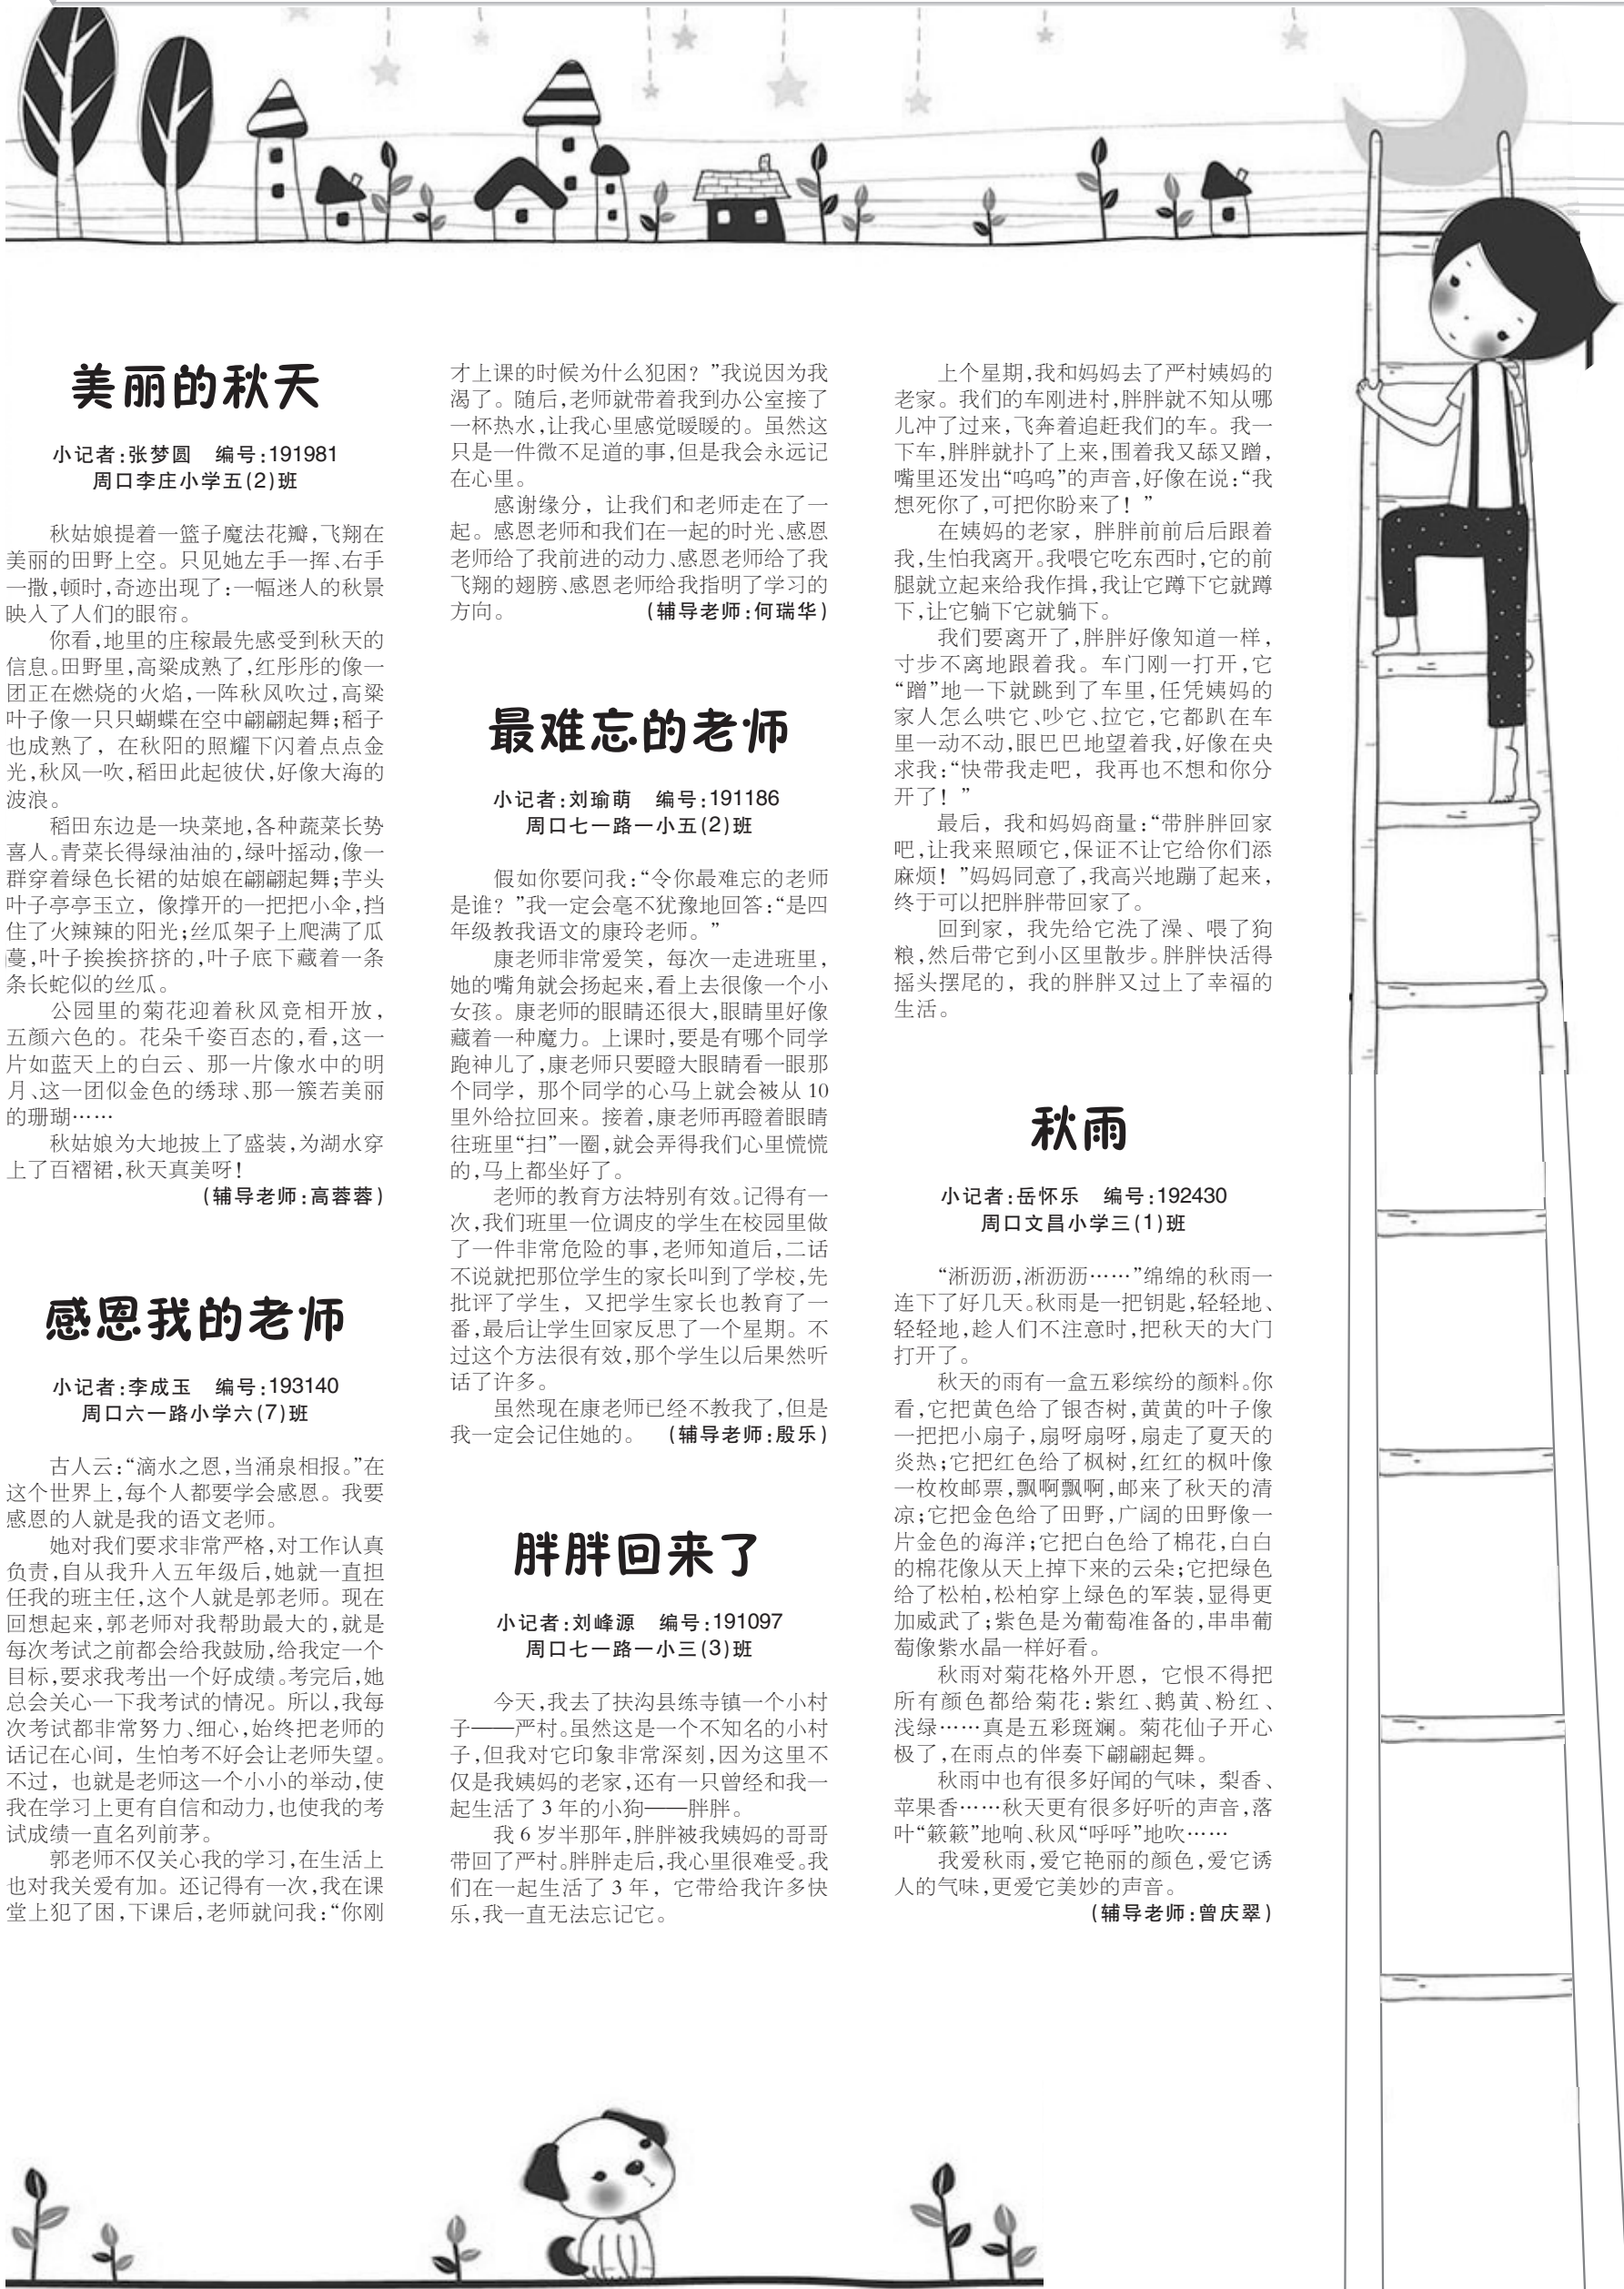 美丽的秋天
小记者:张梦圆 编号:191981
周口李庄小学五(2)班
秋姑娘提着一篮子魔法花瓣,飞翔在
美丽的田野上空。只见她左手一挥、右手
一撒,顿时,奇迹出现了:一幅迷人的秋景
映入了人们的眼帘。
你看,地里的庄稼最先感受到秋天的
信息。田野里,高粱成熟了,红彤彤的像一
团正在燃烧的火焰,一阵秋风吹过,高粱
叶子像一只只蝴蝶在空中翩翩起舞;稻子
也成熟了,在秋阳的照耀下闪着点点金
光,秋风一吹,稻田此起彼伏,好像大海的
波浪。
稻田东边是一块菜地,各种蔬菜长势
喜人。青菜长得绿油油的,绿叶摇动,像一
群穿着绿色长裙的姑娘在翩翩起舞;芋头
叶子亭亭玉立,像撑开的一把把小伞,挡
住了火辣辣的阳光;丝瓜架子上爬满了瓜
蔓,叶子挨挨挤挤的,叶子底下藏着一条
条长蛇似的丝瓜。
公园里的菊花迎着秋风竞相开放,
五颜六色的。花朵千姿百态的,看,这一
片如蓝天上的白云、那一片像水中的明
月、这一团似金色的绣球、那一簇若美丽
的珊瑚……
秋姑娘为大地披上了盛装,为湖水穿
上了百褶裙,秋天真美呀!
(辅导老师:高蓉蓉)
感恩我的老师
小记者:李成玉 编号:193140
周口六一路小学六(7)班
古人云:“滴水之恩,当涌泉相报。”在
这个世界上,每个人都要学会感恩。我要
感恩的人就是我的语文老师。
她对我们要求非常严格,对工作认真
负责,自从我升入五年级后,她就一直担
任我的班主任,这个人就是郭老师。现在
回想起来,郭老师对我帮助最大的,就是
每次考试之前都会给我鼓励,给我定一个
目标,要求我考出一个好成绩。考完后,她
总会关心一下我考试的情况。所以,我每
次考试都非常努力、细心,始终把老师的
话记在心间,生怕考不好会让老师失望。
不过,也就是老师这一个小小的举动,使
我在学习上更有自信和动力,也使我的考
试成绩一直名列前茅。
郭老师不仅关心我的学习,在生活上
也对我关爱有加。还记得有一次,我在课
堂上犯了困,下课后,老师就问我:“你刚
才上课的时候为什么犯困?”我说因为我
渴了。随后,老师就带着我到办公室接了
一杯热水,让我心里感觉暖暖的。虽然这
只是一件微不足道的事,但是我会永远记
在心里。
感谢缘分,让我们和老师走在了一
起。感恩老师和我们在一起的时光、感恩
老师给了我前进的动力、感恩老师给了我
飞翔的翅膀、感恩老师给我指明了学习的
方向。 (辅导老师:何瑞华)
最难忘的老师
小记者:刘瑜萌 编号:191186
周口七一路一小五(2)班
假如你要问我:“令你最难忘的老师
是谁?”我一定会毫不犹豫地回答:“是四
年级教我语文的康玲老师。”
康老师非常爱笑,每次一走进班里,
她的嘴角就会扬起来,看上去很像一个小
女孩。康老师的眼睛还很大,眼睛里好像
藏着一种魔力。上课时,要是有哪个同学
跑神儿了,康老师只要瞪大眼睛看一眼那
个同学,那个同学的心马上就会被从 10
里外给拉回来。接着,康老师再瞪着眼睛
往班里“扫”一圈,就会弄得我们心里慌慌
的,马上都坐好了。
老师的教育方法特别有效。记得有一
次,我们班里一位调皮的学生在校园里做
了一件非常危险的事,老师知道后,二话
不说就把那位学生的家长叫到了学校,先
批评了学生,又把学生家长也教育了一
番,最后让学生回家反思了一个星期。不
过这个方法很有效,那个学生以后果然听
话了许多。
虽然现在康老师已经不教我了,但是
我一定会记住她的。 (辅导老师:殷乐)
胖胖回来了
小记者:刘峰源 编号:191097
周口七一路一小三(3)班
今天,我去了扶沟县练寺镇一个小村
子——严村。虽然这是一个不知名的小村
子,但我对它印象非常深刻,因为这里不
仅是我姨妈的老家,还有一只曾经和我一
起生活了 3 年的小狗——胖胖。
我 6 岁半那年,胖胖被我姨妈的哥哥
带回了严村。胖胖走后,我心里很难受。我
们在一起生活了 3 年,它带给我许多快
乐,我一直无法忘记它。
上个星期,我和妈妈去了严村姨妈的
老家。我们的车刚进村,胖胖就不知从哪
儿冲了过来,飞奔着追赶我们的车。我一
下车,胖胖就扑了上来,围着我又舔又蹭,
嘴里还发出“呜呜”的声音,好像在说:“我
想死你了,可把你盼来了!”
在姨妈的老家,胖胖前前后后跟着
我,生怕我离开。我喂它吃东西时,它的前
腿就立起来给我作揖,我让它蹲下它就蹲
下,让它躺下它就躺下。
我们要离开了,胖胖好像知道一样,
寸步不离地跟着我。车门刚一打开,它
“蹭”地一下就跳到了车里,任凭姨妈的
家人怎么哄它、吵它、拉它,它都趴在车
里一动不动,眼巴巴地望着我,好像在央
求我:“快带我走吧,我再也不想和你分
开了!”
最后,我和妈妈商量:“带胖胖回家
吧,让我来照顾它,保证不让它给你们添
麻烦!”妈妈同意了,我高兴地蹦了起来,
终于可以把胖胖带回家了。
回到家,我先给它洗了澡、喂了狗
粮,然后带它到小区里散步。胖胖快活得
摇头摆尾的,我的胖胖又过上了幸福的
生活。
秋雨
小记者:岳怀乐 编号:192430
周口文昌小学三(1)班
“淅沥沥,淅沥沥……”绵绵的秋雨一
连下了好几天。秋雨是一把钥匙,轻轻地、
轻轻地,趁人们不注意时,把秋天的大门
打开了。
秋天的雨有一盒五彩缤纷的颜料。你
看,它把黄色给了银杏树,黄黄的叶子像
一把把小扇子,扇呀扇呀,扇走了夏天的
炎热;它把红色给了枫树,红红的枫叶像
一枚枚邮票,飘啊飘啊,邮来了秋天的清
凉;它把金色给了田野,广阔的田野像一
片金色的海洋;它把白色给了棉花,白白
的棉花像从天上掉下来的云朵;它把绿色
给了松柏,松柏穿上绿色的军装,显得更
加威武了;紫色是为葡萄准备的,串串葡
萄像紫水晶一样好看。
秋雨对菊花格外开恩,它恨不得把
所有颜色都给菊花:紫红、鹅黄、粉红、
浅绿……真是五彩斑斓。菊花仙子开心
极了,在雨点的伴奏下翩翩起舞。
秋雨中也有很多好闻的气味,梨香、
苹果香……秋天更有很多好听的声音,落
叶“簌簌”地响、秋风“呼呼”地吹……
我爱秋雨,爱它艳丽的颜色,爱它诱
人的气味,更爱它美妙的声音。
(辅导老师:曾庆翠)